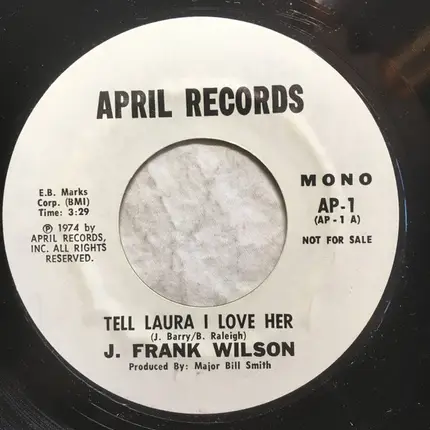 APRIL RECORDS
E.B. Marks
Corp. (BMI)
Time: 3:29
℗ 1974 by
APRIL RECORDS,
INC. ALL RIGHTS
RESERVED.
MONO
AP-1
(AP-1 A)
NOT FOR SALE
TELL LAURA I LOVE HER
(J. Barry/B. Raleigh)
J. FRANK WILSON
Produced By: Major Bill Smith